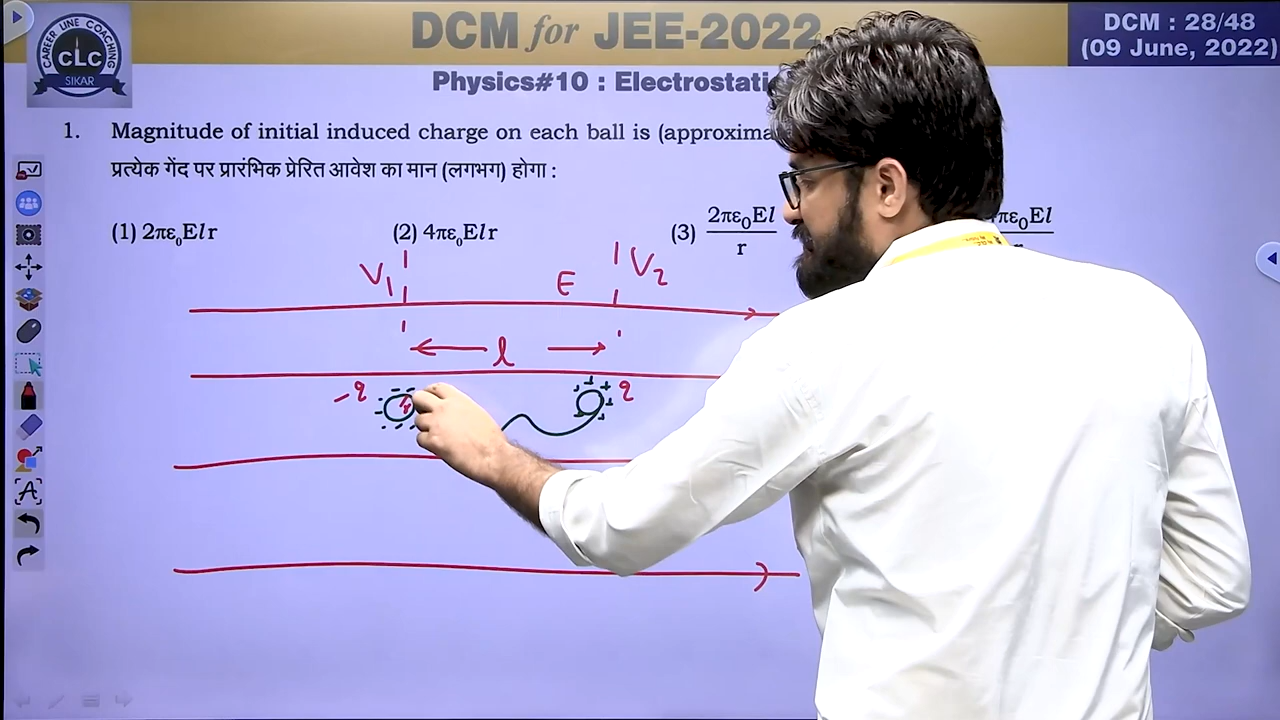 CAREER LINE COACHING
CLC
SIKAR
DCM for JEE-2022
DCM : 28/48
(09 June, 2022)
Physics#10 : Electrostati
1. Magnitude of initial induced charge on each ball is (approxima
प्रत्येक गेंद पर प्रारंभिक प्रेरित आवेश का मान (लगभग) होगा :
(1) 2πε₀Elr (2) 4πε₀Elr (3) 2πε₀El/r πε₀El
V₁ E V₂
l
-q q
r
A